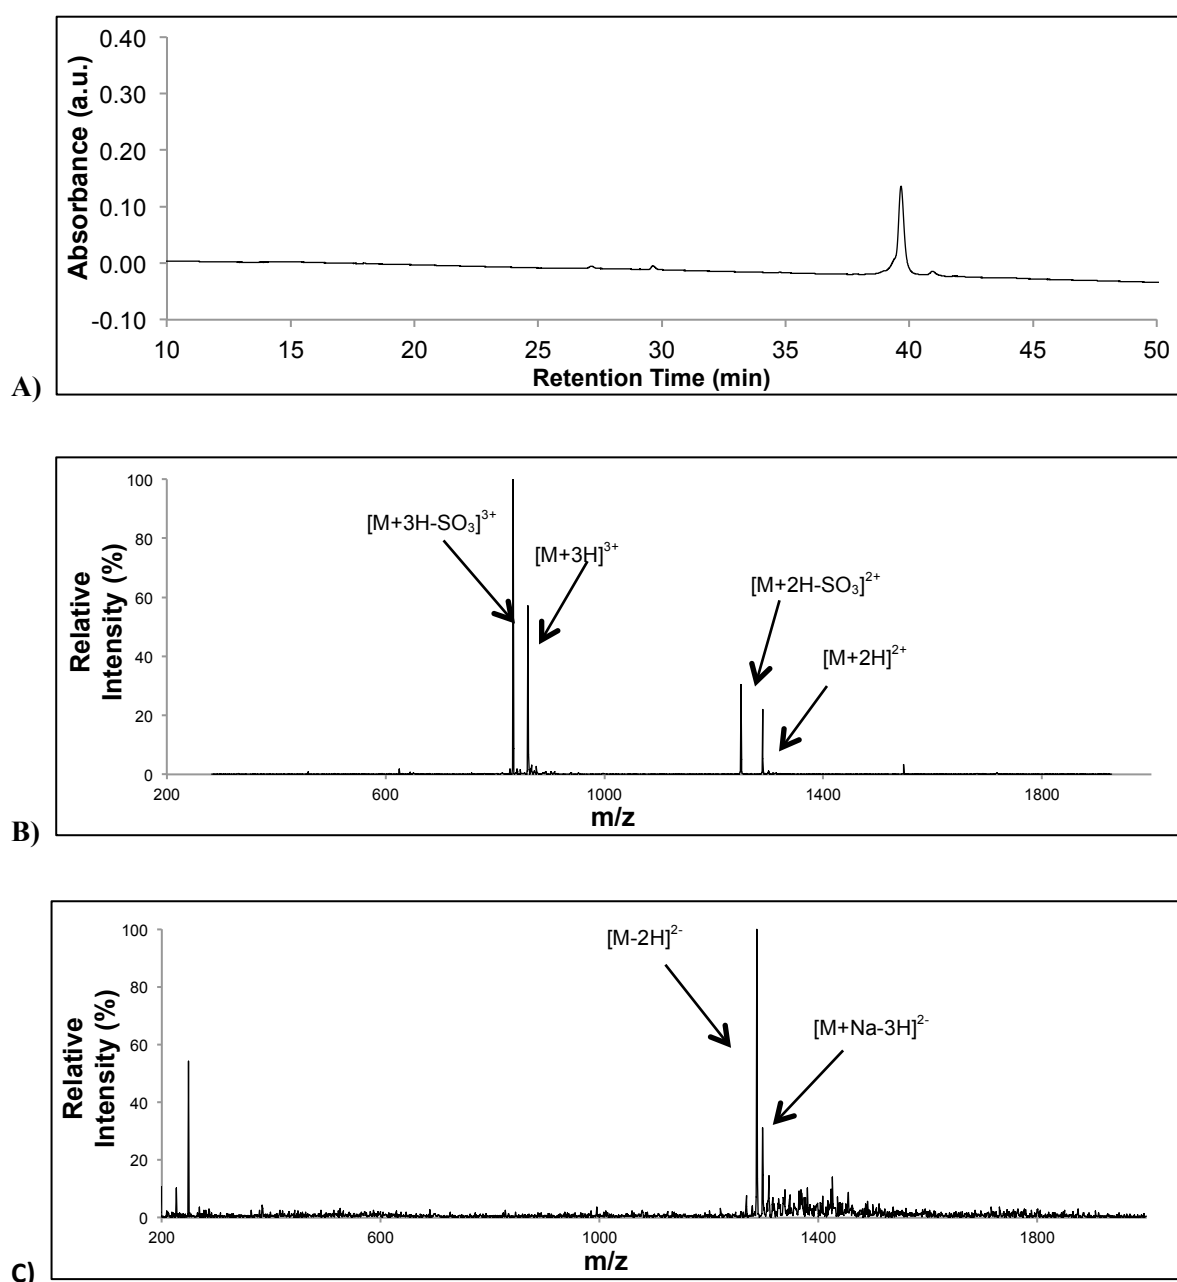 0.40
0.30
0.20
0.10
0.00
-0.10
Absorbance (a.u.)
10 15 20 25 30 35 40 45 50
Retention Time (min)
A)
100
80
60
40
20
0
Relative
Intensity (%)
[M+3H-SO₃]³⁺
[M+3H]³⁺
[M+2H-SO₃]²⁺
[M+2H]²⁺
200 600 1000 1400 1800
m/z
B)
100
80
60
40
20
0
Relative
Intensity (%)
[M-2H]²⁻
[M+Na-3H]²⁻
200 600 1000 1400 1800
m/z
C)